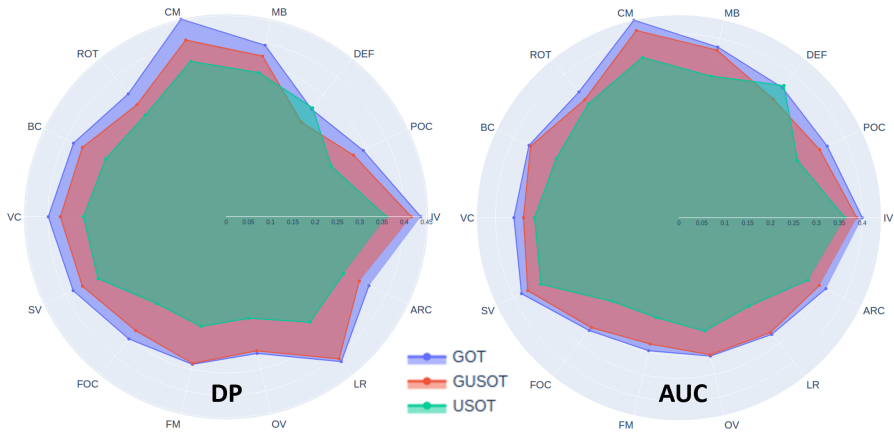 CM
MB
ROT
DEF
BC
POC
VC
0 0.05 0.1 0.15 0.2 0.25 0.3 0.35 0.4 0.45
IV
SV
ARC
FOC
LR
FM
OV
DP
CM
MB
ROT
DEF
BC
POC
VC
0 0.05 0.1 0.15 0.2 0.25 0.3 0.35 0.4
IV
SV
ARC
FOC
LR
FM
OV
AUC
GOT
GUSOT
USOT